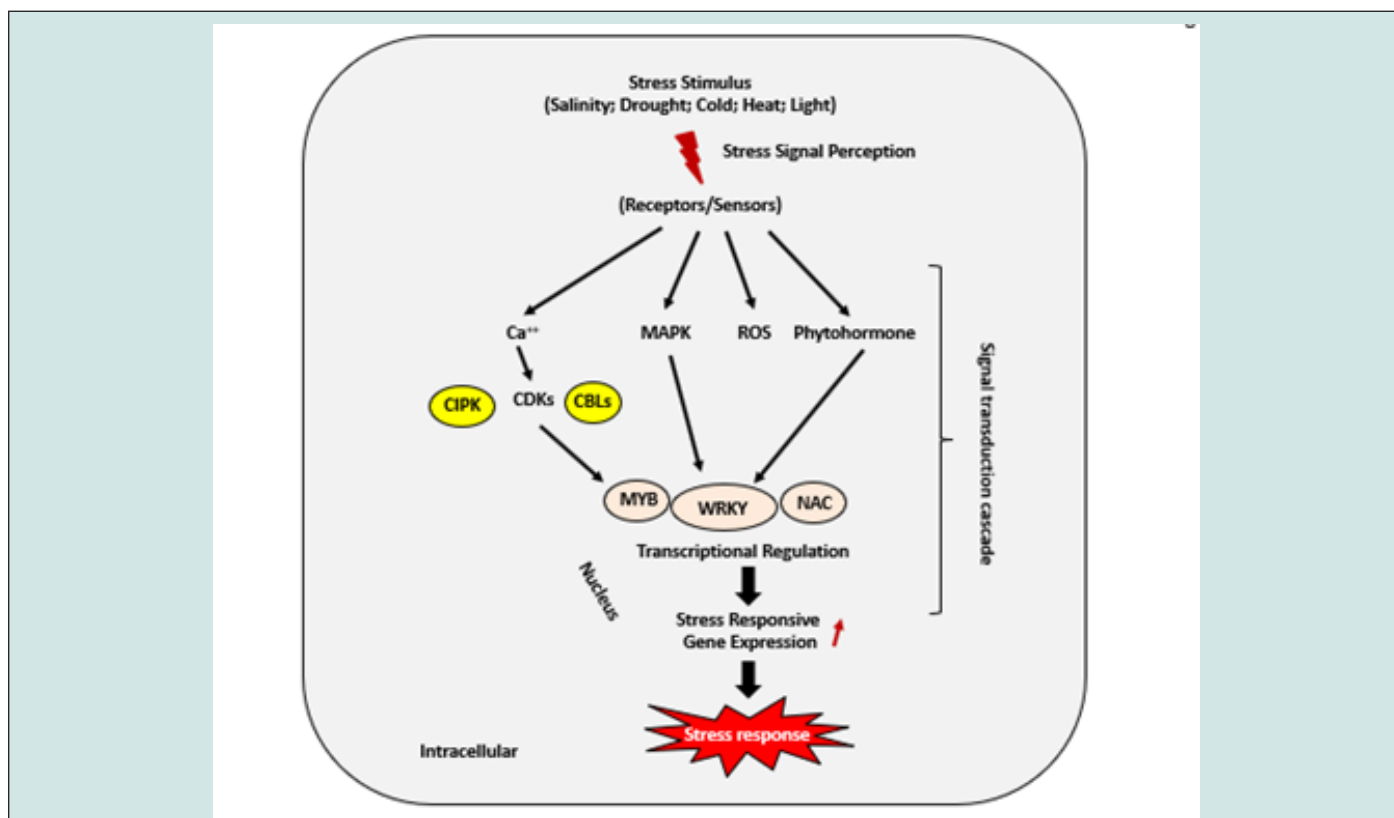 Stress Stimulus
(Salinity; Drought; Cold; Heat; Light)
Stress Signal Perception
(Receptors/Sensors)
Ca⁺⁺
MAPK
ROS
Phytohormone
CIPK
CDKs
CBLs
MYB
WRKY
NAC
Transcriptional Regulation
Signal transduction cascade
Nucleus
Stress Responsive
Gene Expression
Stress response
Intracellular